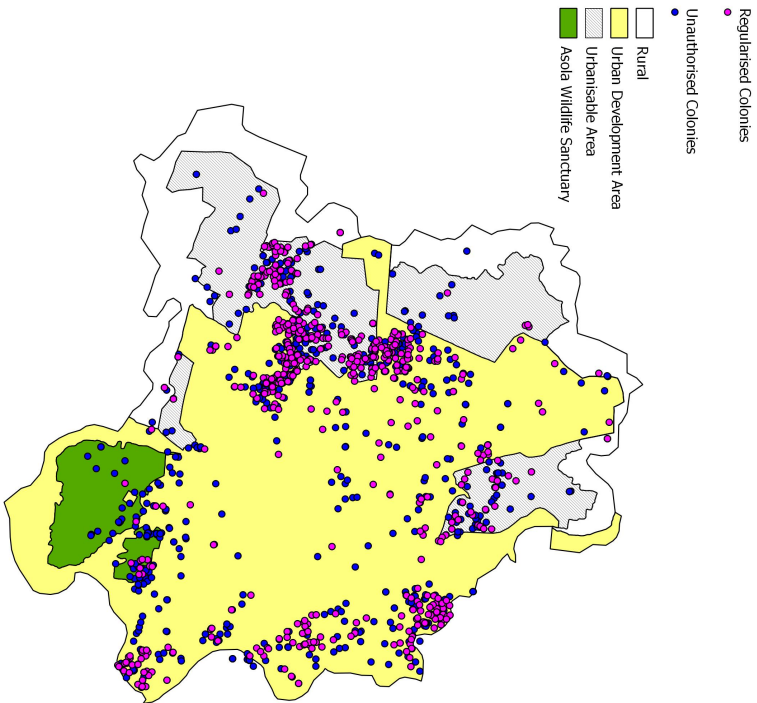 Regularised Colonies
Unauthorised Colonies
Rural
Urban Development Area
Urbanisable Area
Asola Wildlife Sanctuary